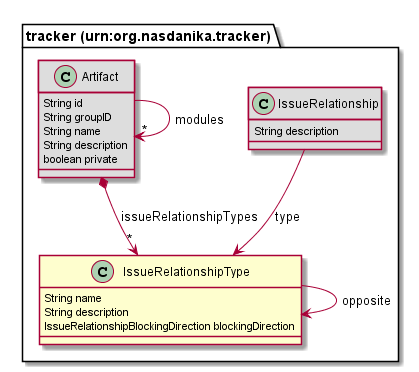 tracker (urn:org.nasdanika.tracker)
C Artifact
String id
String groupID
String name
String description
boolean private
modules
*
C IssueRelationship
String description
issueRelationshipTypes
*
type
C IssueRelationshipType
String name
String description
IssueRelationshipBlockingDirection blockingDirection
opposite